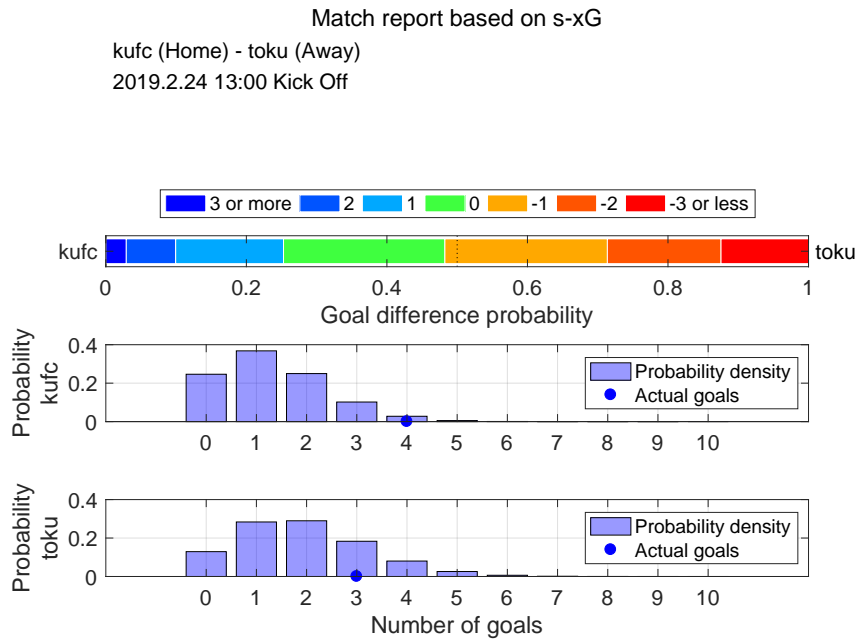 Match report based on s-xG
kufc (Home) - toku (Away)
2019.2.24 13:00 Kick Off
3 or more 2 1 0 -1 -2 -3 or less
kufc toku
0 0.2 0.4 0.6 0.8 1
Goal difference probability
Probability
kufc
0.4
0.2
0
Probability density
Actual goals
0 1 2 3 4 5 6 7 8 9 10
Probability
toku
0.4
0.2
0
Probability density
Actual goals
0 1 2 3 4 5 6 7 8 9 10
Number of goals